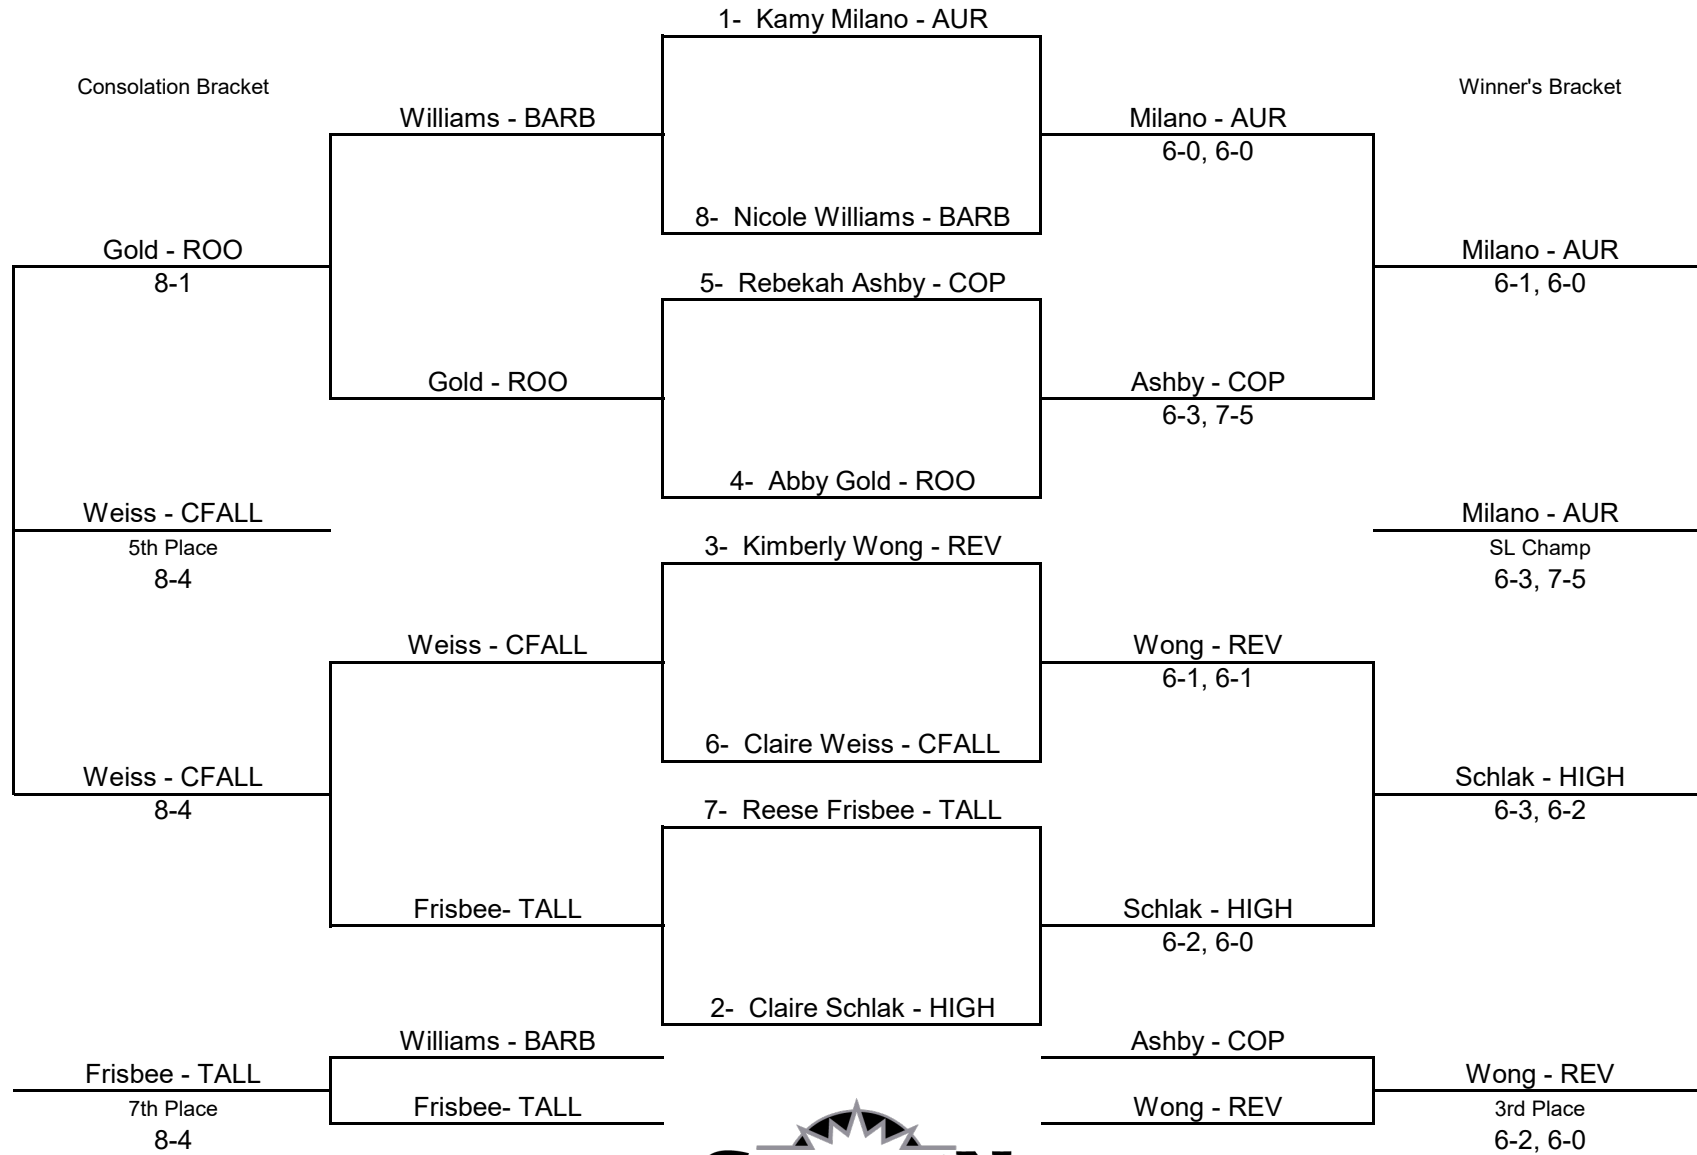 1- Kamy Milano - AUR
Consolation Bracket
Winner's Bracket
Williams - BARB
Milano - AUR
6-0, 6-0
8- Nicole Williams - BARB
Gold - ROO
Milano - AUR
8-1
5- Rebekah Ashby - COP
6-1, 6-0
Gold - ROO
Ashby - COP
6-3, 7-5
4- Abby Gold - ROO
Weiss - CFALL
Milano - AUR
5th Place
3- Kimberly Wong - REV
SL Champ
8-4
6-3, 7-5
Weiss - CFALL
Wong - REV
6-1, 6-1
6- Claire Weiss - CFALL
Weiss - CFALL
Schlak - HIGH
8-4
7- Reese Frisbee - TALL
6-3, 6-2
Frisbee- TALL
Schlak - HIGH
6-2, 6-0
2- Claire Schlak - HIGH
Williams - BARB
Ashby - COP
Frisbee - TALL
Wong - REV
7th Place
Frisbee- TALL
Wong - REV
3rd Place
8-4
6-2, 6-0